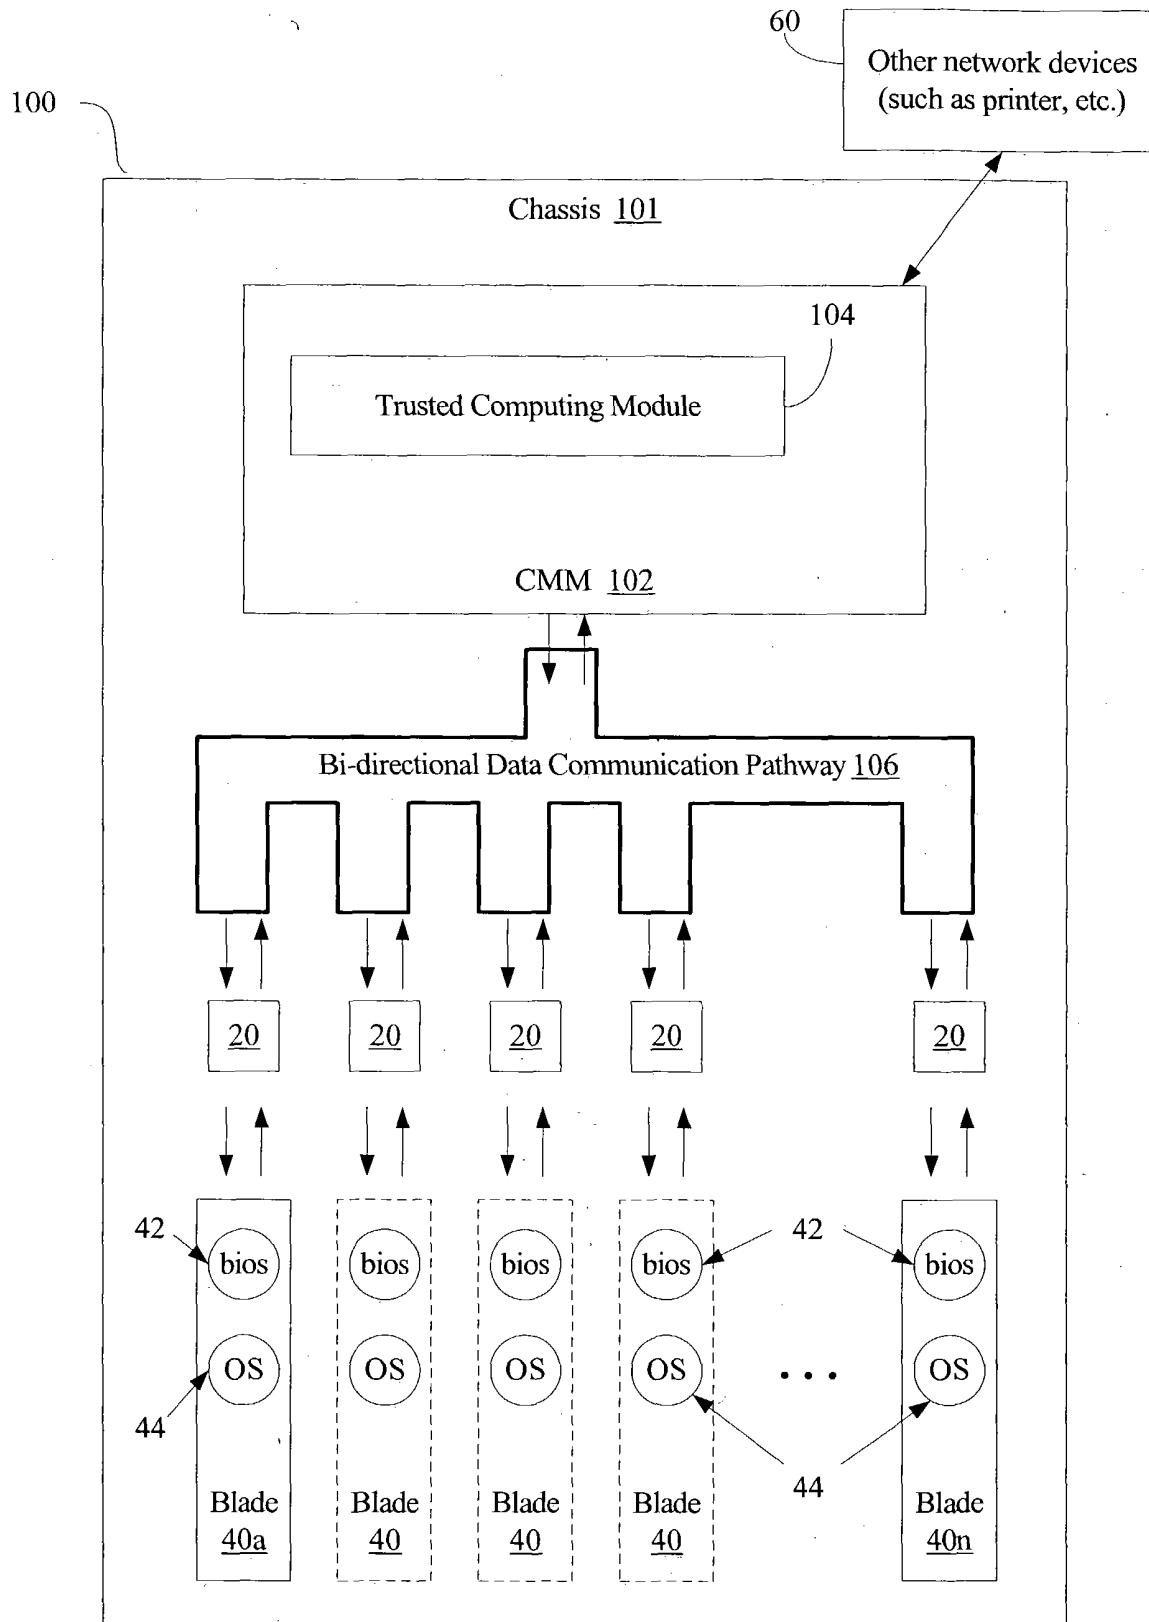 60
Other network devices
(such as printer, etc.)
100
Chassis 101
104
Trusted Computing Module
CMM 102
Bi-directional Data Communication Pathway 106
20 20 20 20 20
42 bios bios bios bios 42 bios
OS OS OS OS ... OS
44
44
Blade Blade Blade Blade Blade
40a 40 40 40 40n